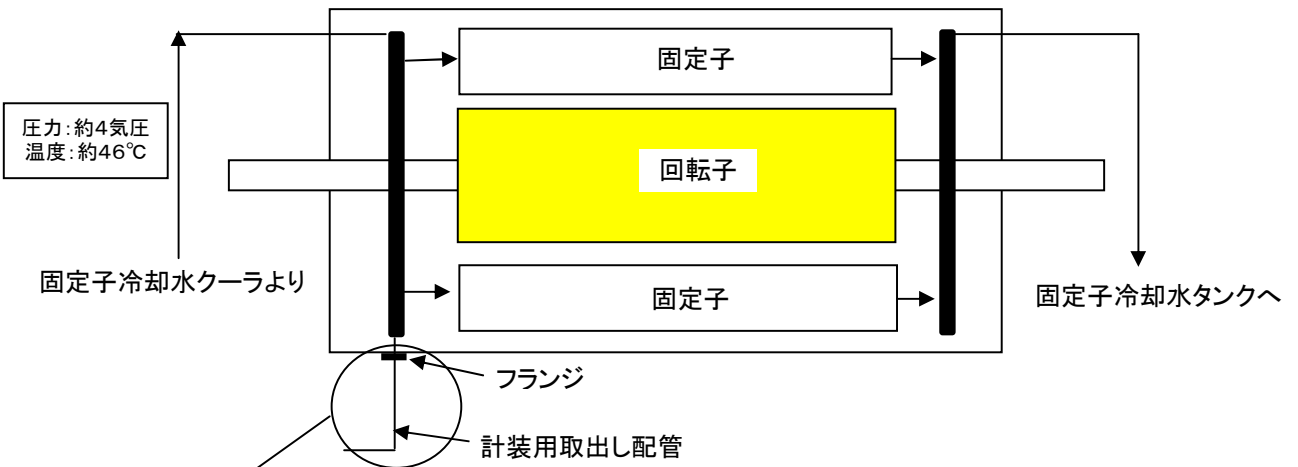 固定子
圧力：約4気圧
温度：約46℃
回転子
固定子冷却水クーラより
固定子
固定子冷却水タンクへ
フランジ
計装用取出し配管